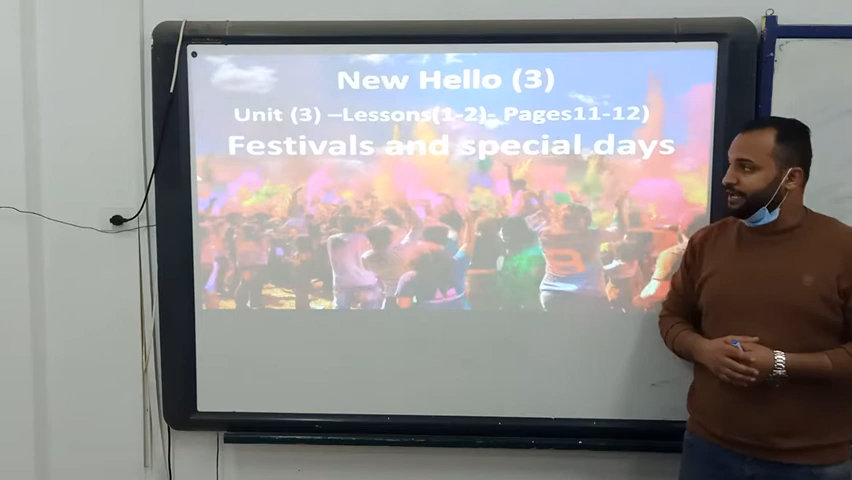 New Hello (3)
Unit (3) –Lessons(1-2)- Pages11-12)
Festivals and special days